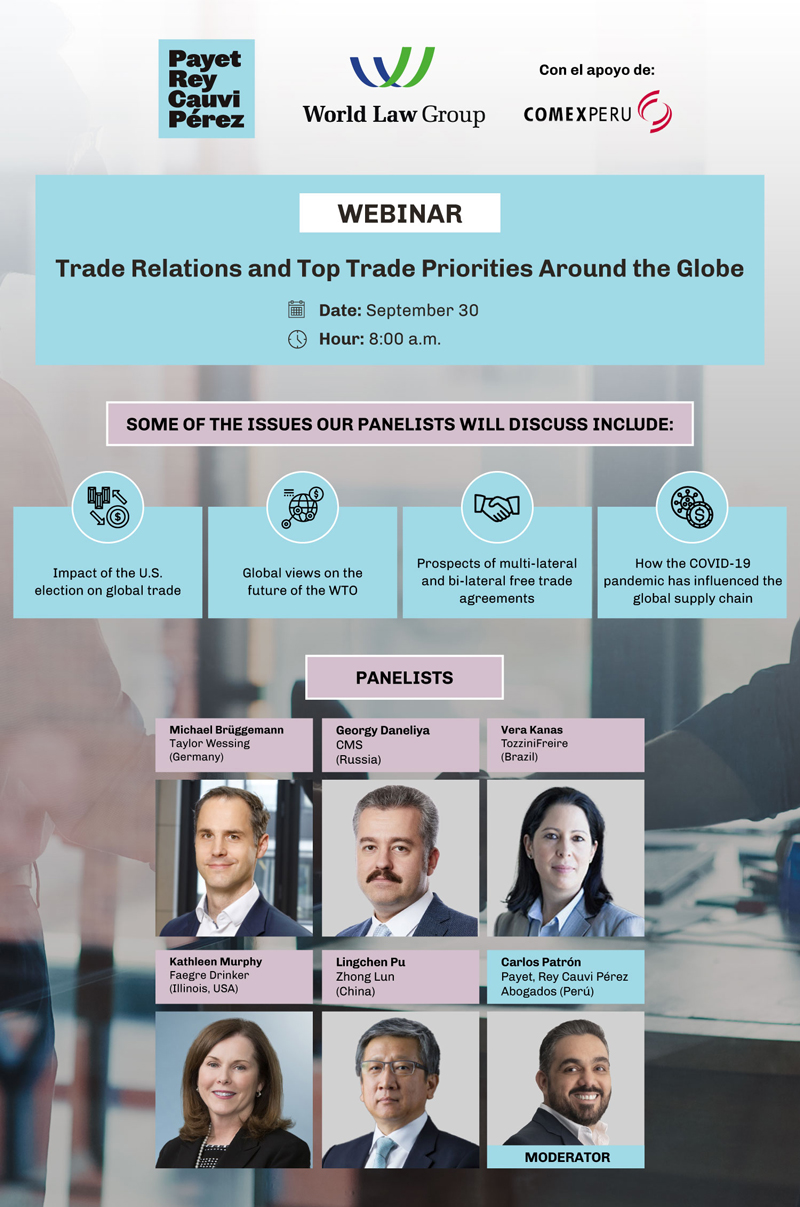 Payet
Rey
Cauvi
Pérez
World Law Group
Con el apoyo de:
COMEXPERU
WEBINAR
Trade Relations and Top Trade Priorities Around the Globe
Date: September 30
Hour: 8:00 a.m.
SOME OF THE ISSUES OUR PANELISTS WILL DISCUSS INCLUDE:
Impact of the U.S.
election on global trade
Global views on the
future of the WTO
Prospects of multi-lateral
and bi-lateral free trade
agreements
How the COVID-19
pandemic has influenced the
global supply chain
PANELISTS
Michael Brüggemann
Taylor Wessing
(Germany)
Georgy Daneliya
CMS
(Russia)
Vera Kanas
TozziniFreire
(Brazil)
Kathleen Murphy
Faegre Drinker
(Illinois, USA)
Lingchen Pu
Zhong Lun
(China)
Carlos Patrón
Payet, Rey Cauvi Pérez
Abogados (Perú)
MODERATOR